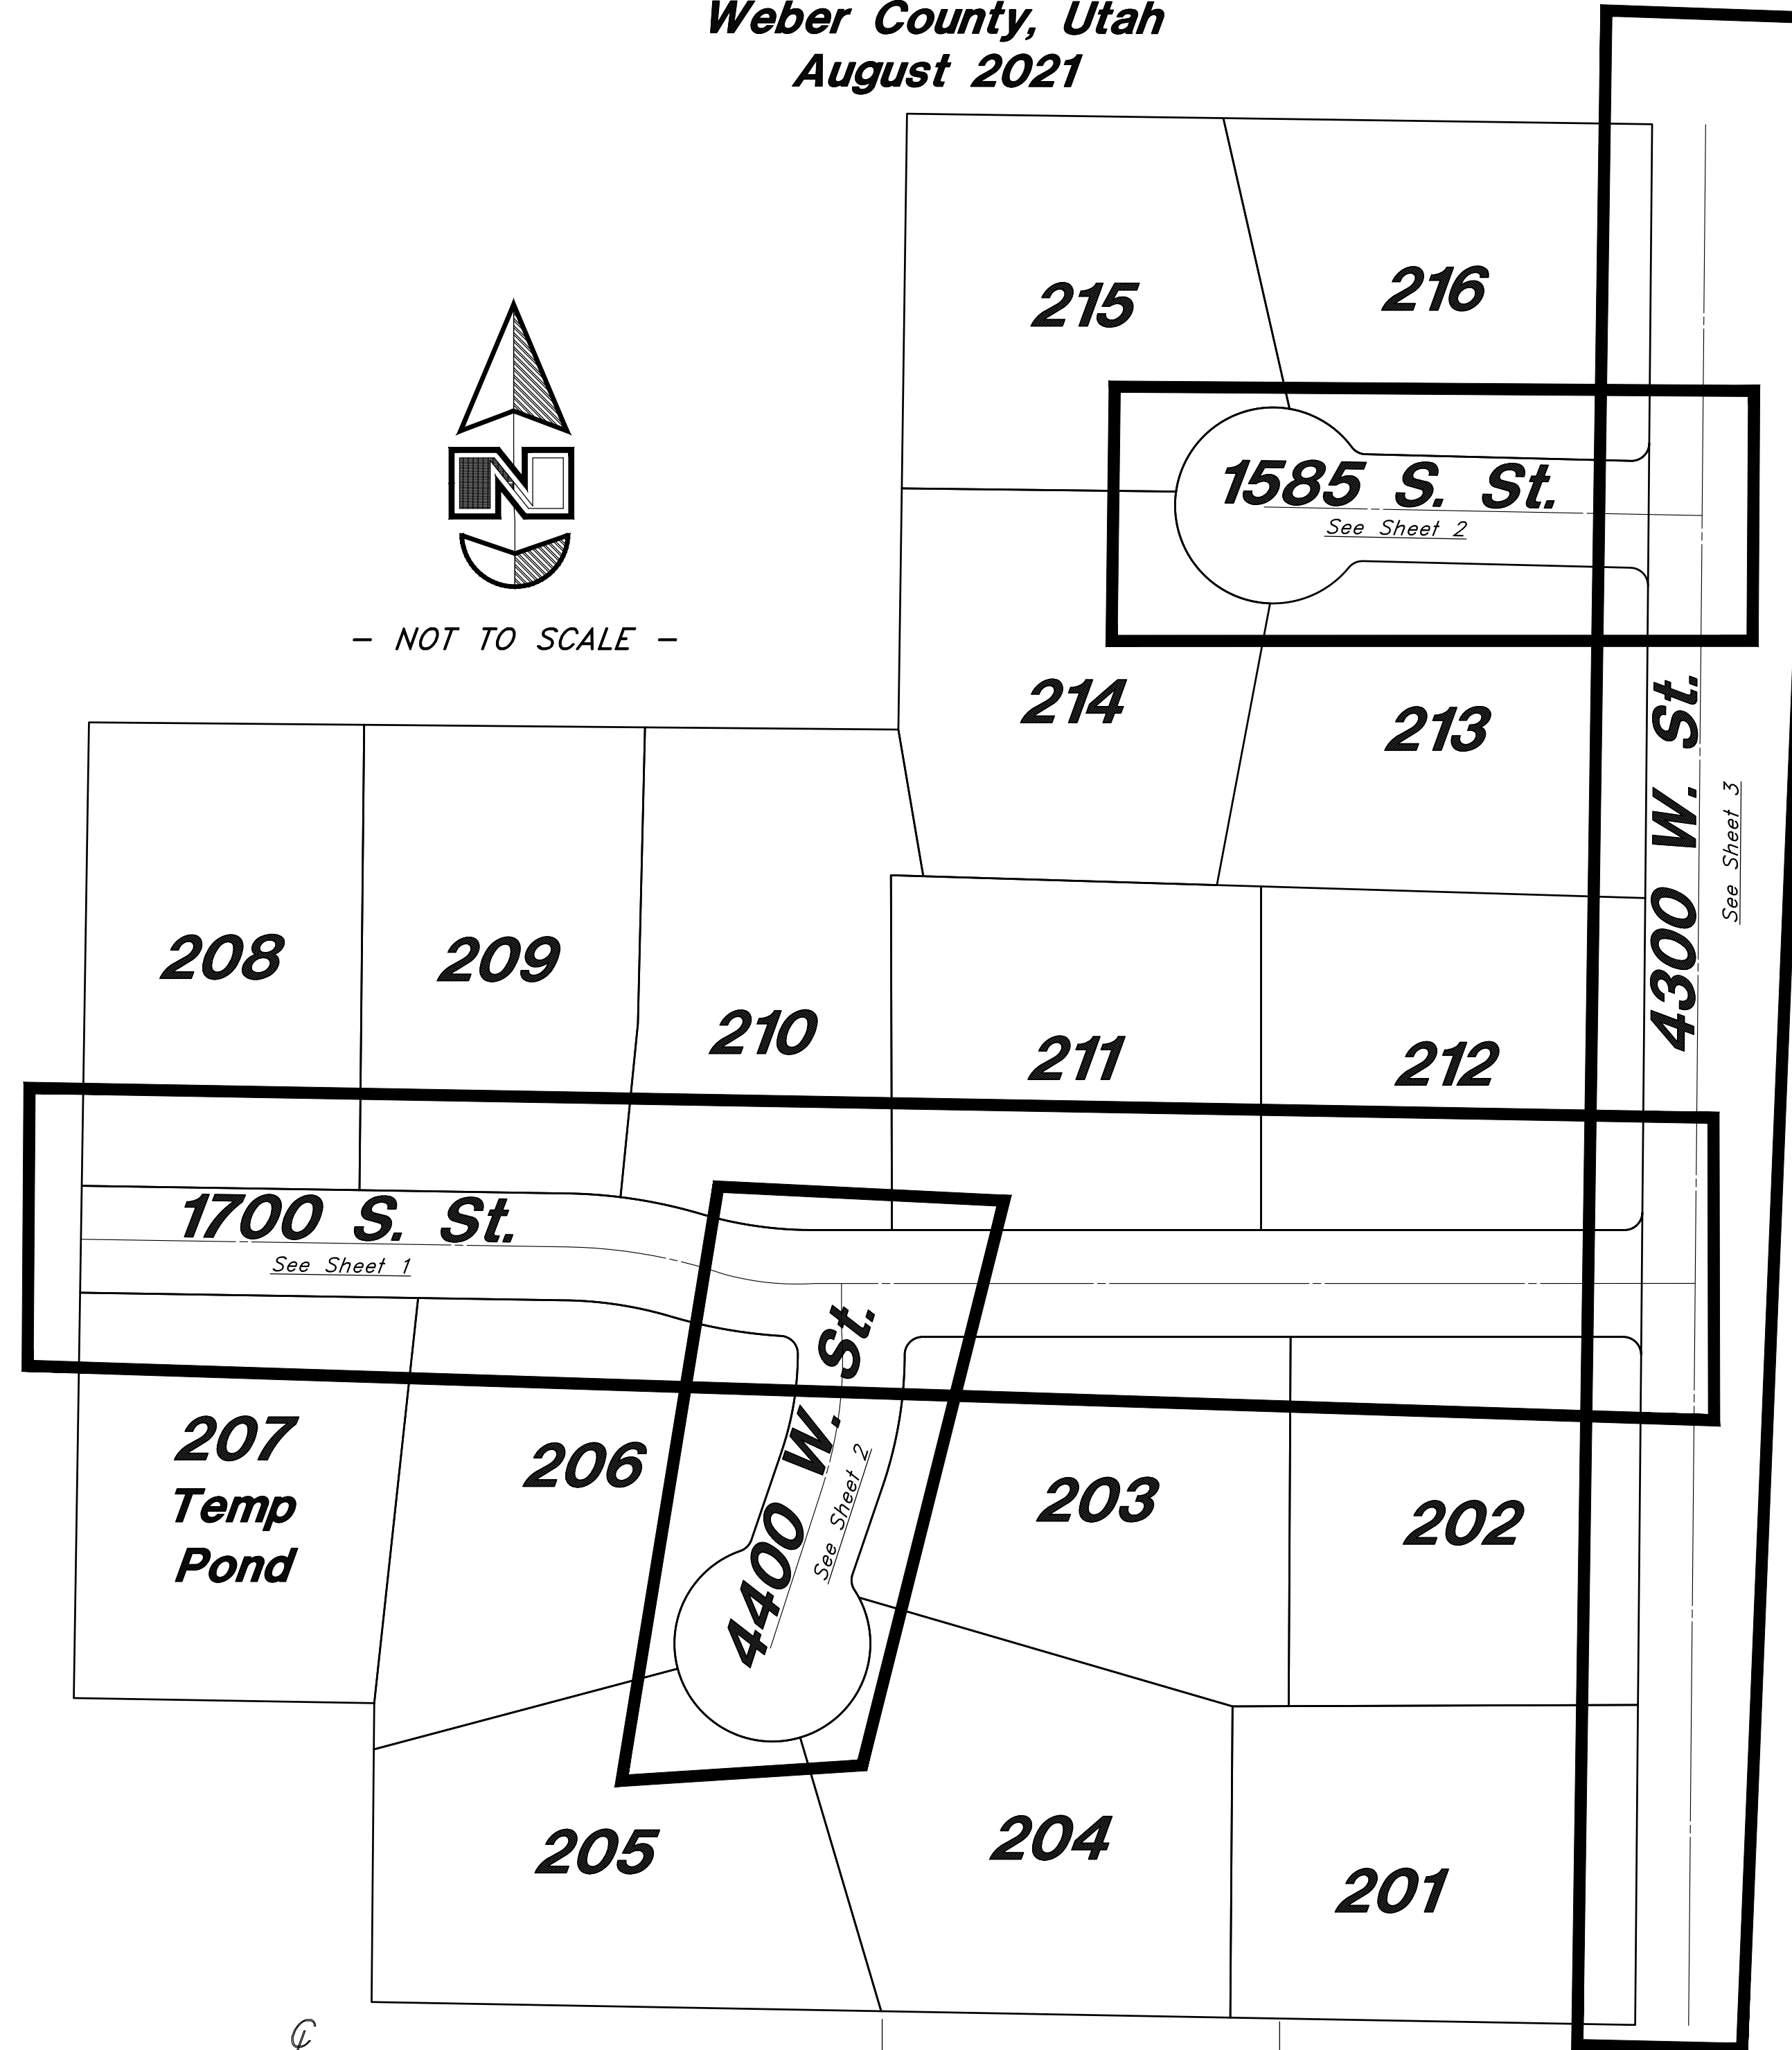 Weber County, Utah
August 2021
215
216
N
1585 S. St.
See Sheet 2
- NOT TO SCALE -
214
213
4300 W. St.
See Sheet 3
208
209
210
211
212
1700 S. St.
See Sheet 1
4400 W. St.
See Sheet 2
207
Temp
Pond
206
203
202
205
204
201
℄